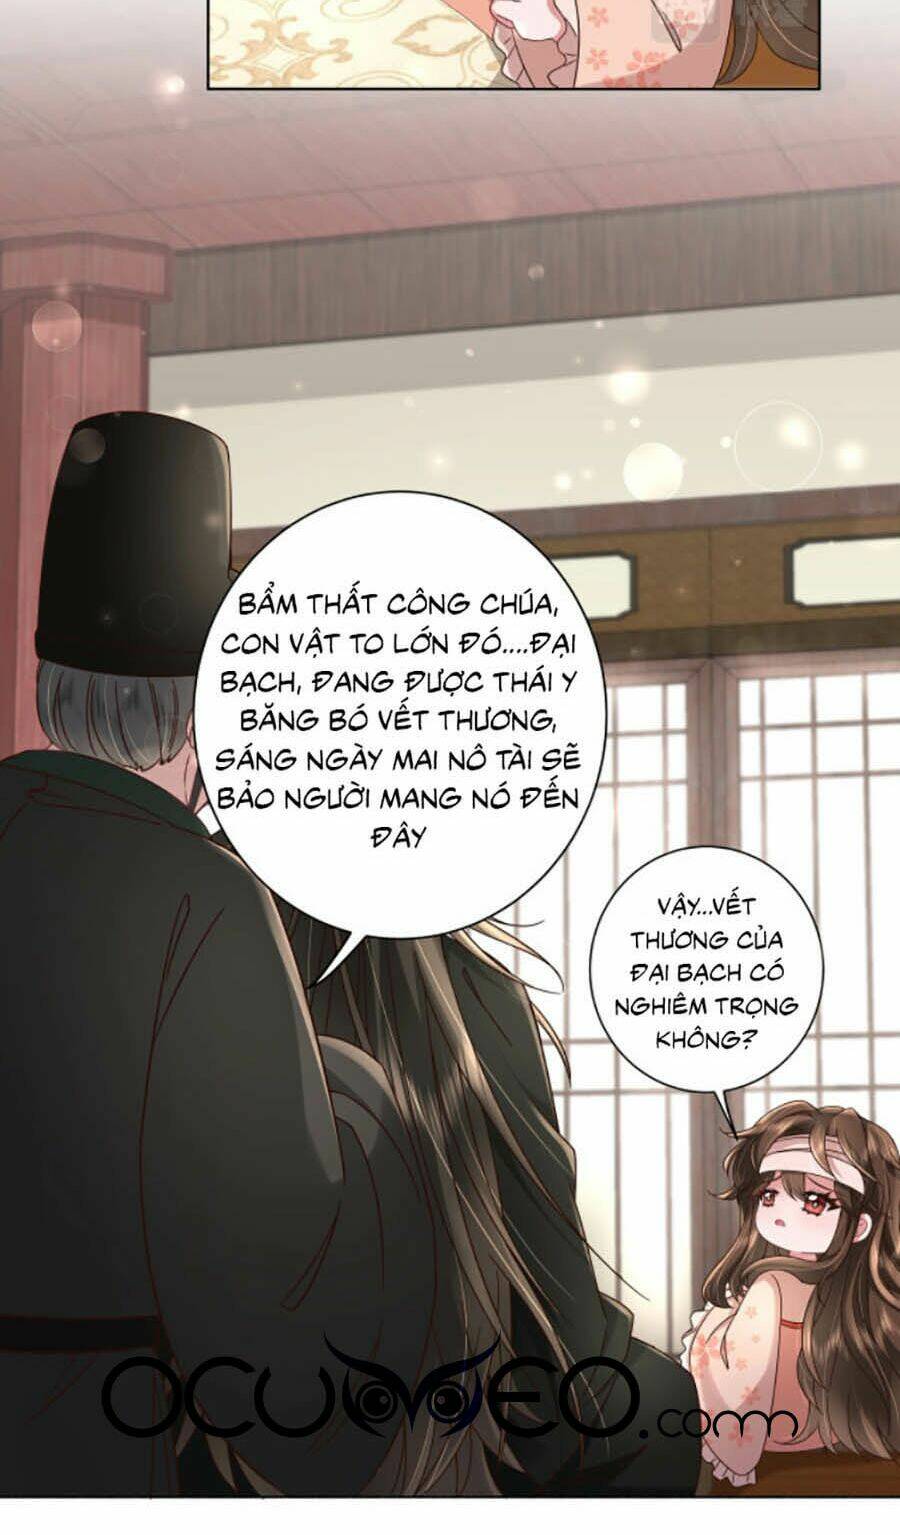 BẨM THẤT CÔNG CHÚA,
CON VẬT TO LỚN ĐÓ....ĐẠI
BẠCH, ĐANG ĐƯỢC THÁI Y
BĂNG BÓ VẾT THƯƠNG,
SÁNG NGÀY MAI NÔ TÀI SẼ
BẢO NGƯỜI MANG NÓ ĐẾN
ĐÂY
VẬY...VẾT
THƯƠNG CỦA
ĐẠI BẠCH CÓ
NGHIÊM TRỌNG
KHÔNG?
OCUMEO.com